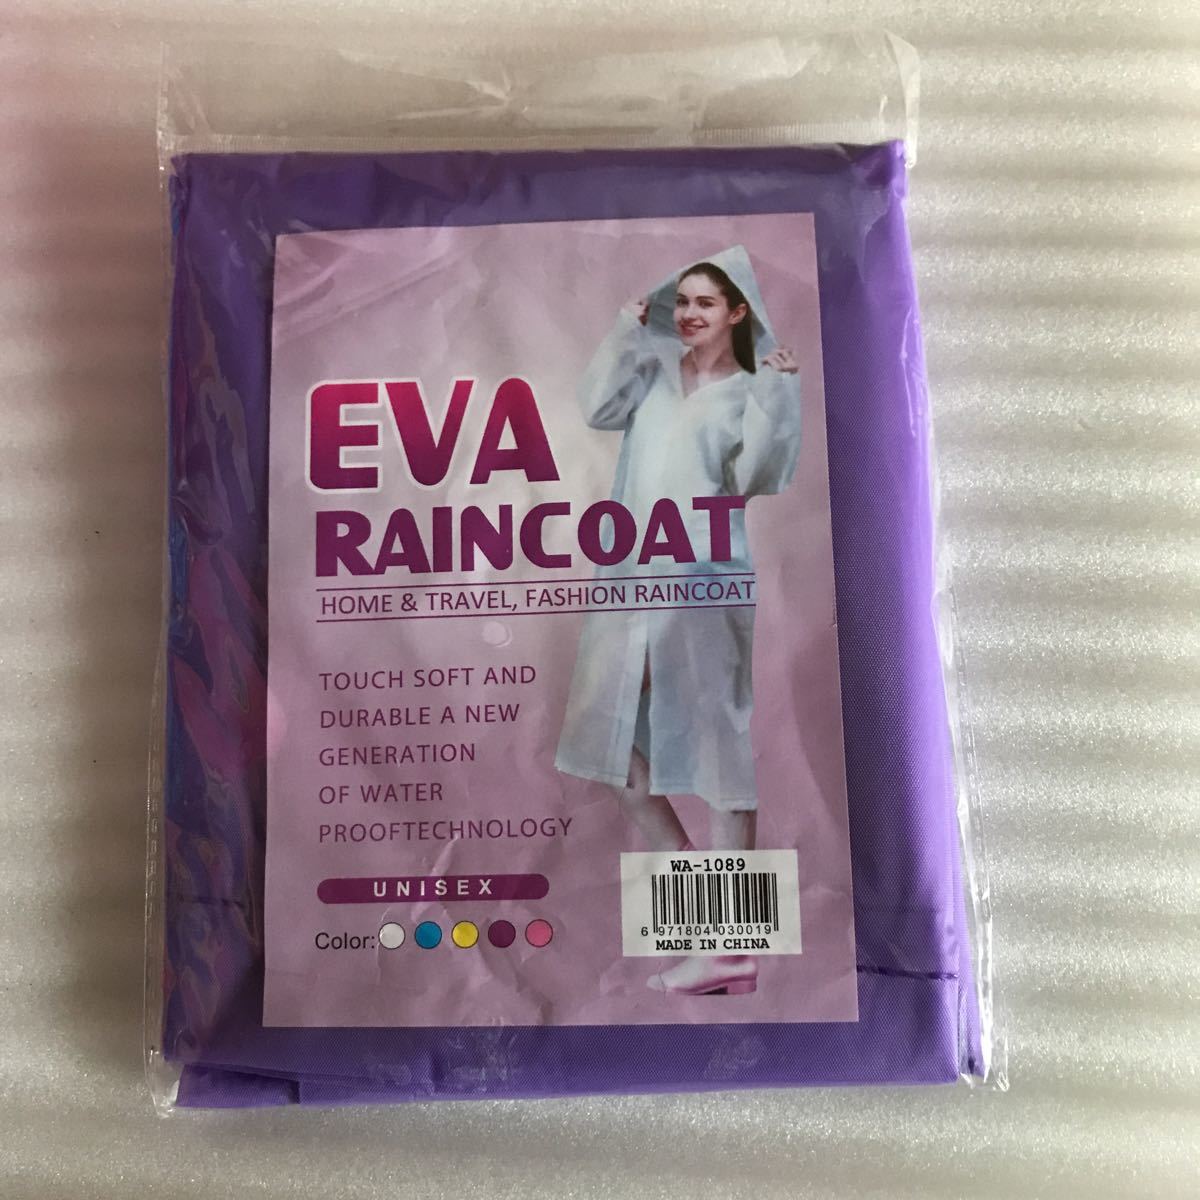 EVA
RAINCOAT
HOME & TRAVEL, FASHION RAINCOAT
TOUCH SOFT AND
DURABLE A NEW
GENERATION
OF WATER
PROOFTECHNOLOGY
UNISEX
Color:
WA-1089
6 971804 030019
MADE IN CHINA